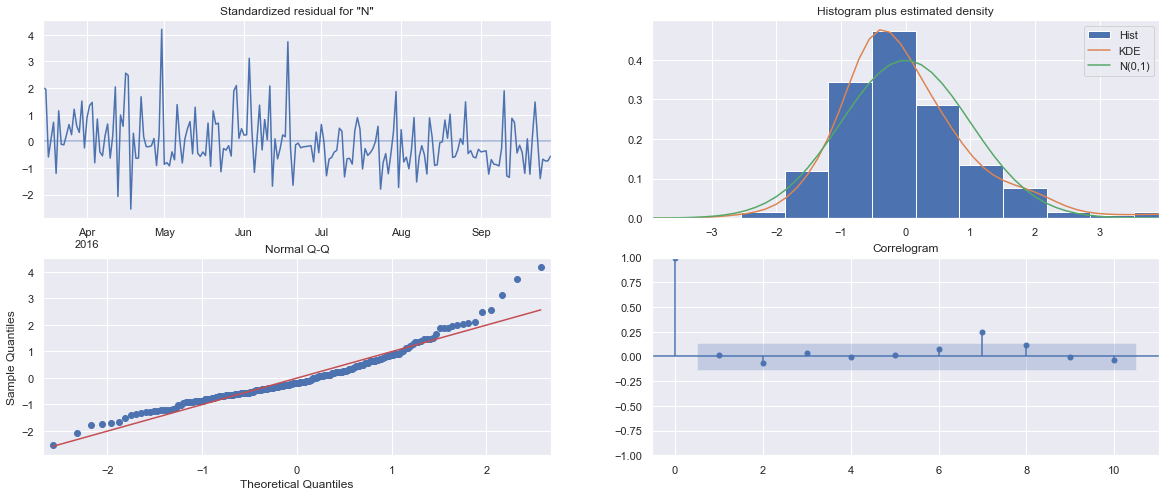 Standardized residual for "N"
4
3
2
1
0
−1
−2
Apr
2016
May
Jun
Jul
Aug
Sep
Histogram plus estimated density
Hist
KDE
N(0,1)
0.4
0.3
0.2
0.1
0.0
−3 −2 −1 0 1 2 3
Normal Q-Q
Sample Quantiles
4
3
2
1
0
−1
−2
−2 −1 0 1 2
Theoretical Quantiles
Correlogram
1.00
0.75
0.50
0.25
0.00
−0.25
−0.50
−0.75
−1.00
0 2 4 6 8 10